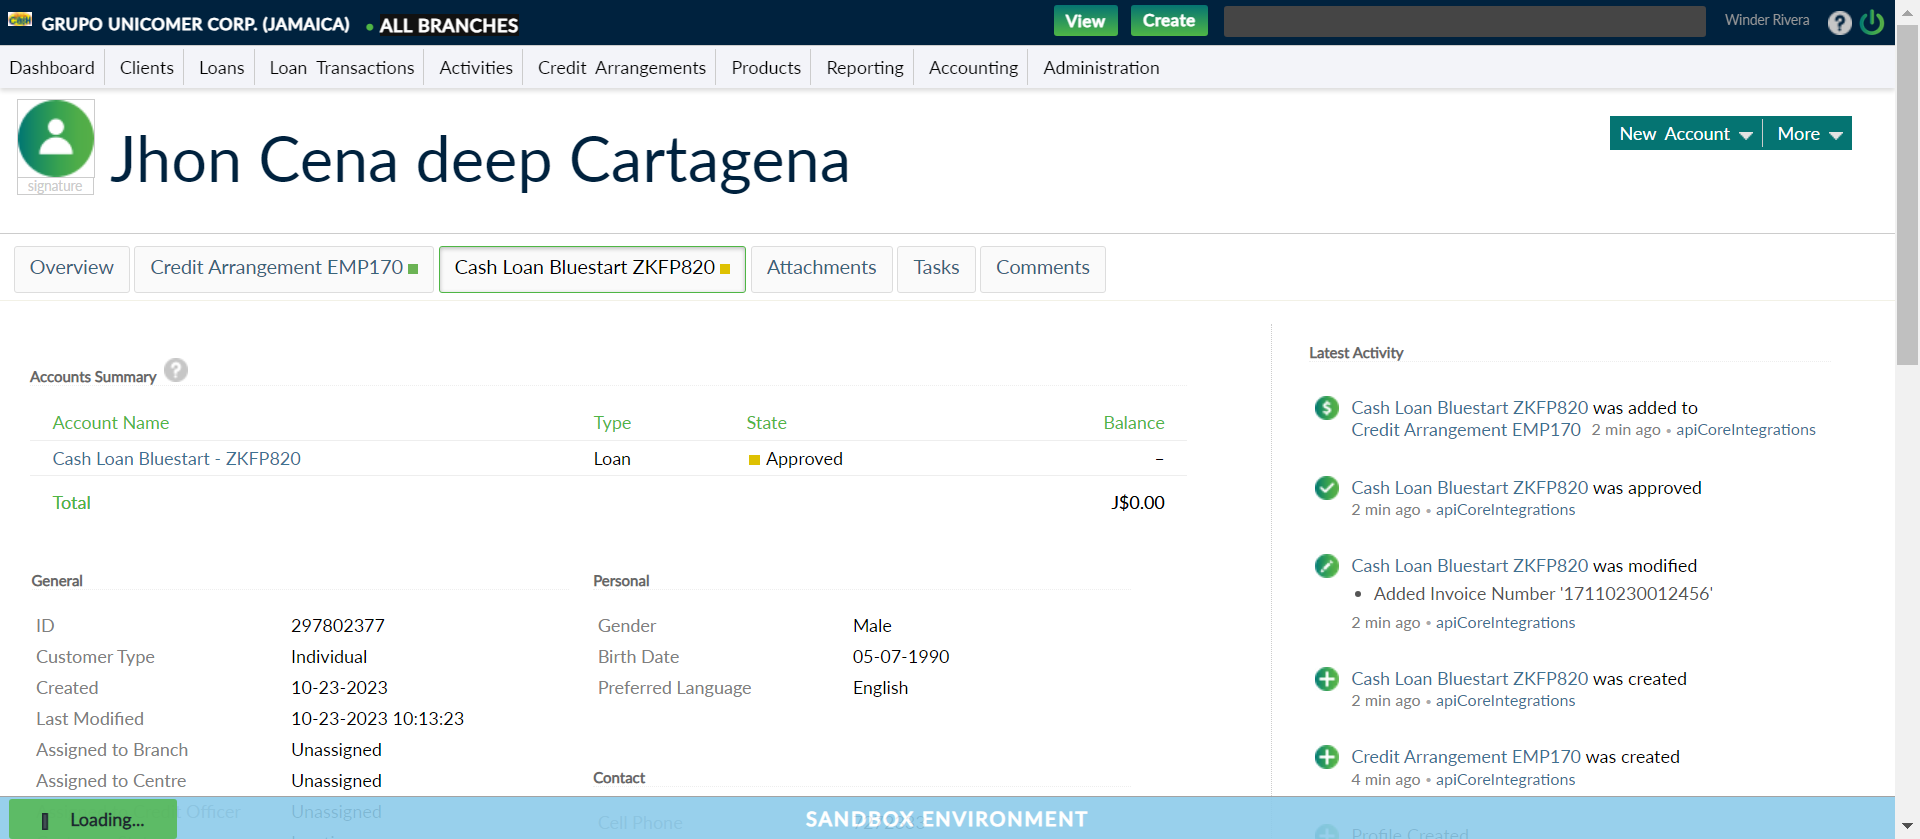 GRUPO UNICOMER CORP. (JAMAICA) • ALL BRANCHES
View Create Winder Rivera ?
Dashboard Clients Loans Loan Transactions Activities Credit Arrangements Products Reporting Accounting Administration
signature
Jhon Cena deep Cartagena
New Account More
Overview Credit Arrangement EMP170 Cash Loan Bluestart ZKFP820 Attachments Tasks Comments
Accounts Summary ?
Account Name Type State Balance
Cash Loan Bluestart - ZKFP820 Loan Approved –
Total J$0.00
General
ID 297802377
Customer Type Individual
Created 10-23-2023
Last Modified 10-23-2023 10:13:23
Assigned to Branch Unassigned
Assigned to Centre Unassigned
Officer Unassigned
Personal
Gender Male
Birth Date 05-07-1990
Preferred Language English
Contact
Cell Phone
Latest Activity
Cash Loan Bluestart ZKFP820 was added to
Credit Arrangement EMP170 2 min ago • apiCoreIntegrations
Cash Loan Bluestart ZKFP820 was approved
2 min ago • apiCoreIntegrations
Cash Loan Bluestart ZKFP820 was modified
• Added Invoice Number '17110230012456'
2 min ago • apiCoreIntegrations
Cash Loan Bluestart ZKFP820 was created
2 min ago • apiCoreIntegrations
Credit Arrangement EMP170 was created
4 min ago • apiCoreIntegrations
Profile Created
Loading...
SANDBOX ENVIRONMENT